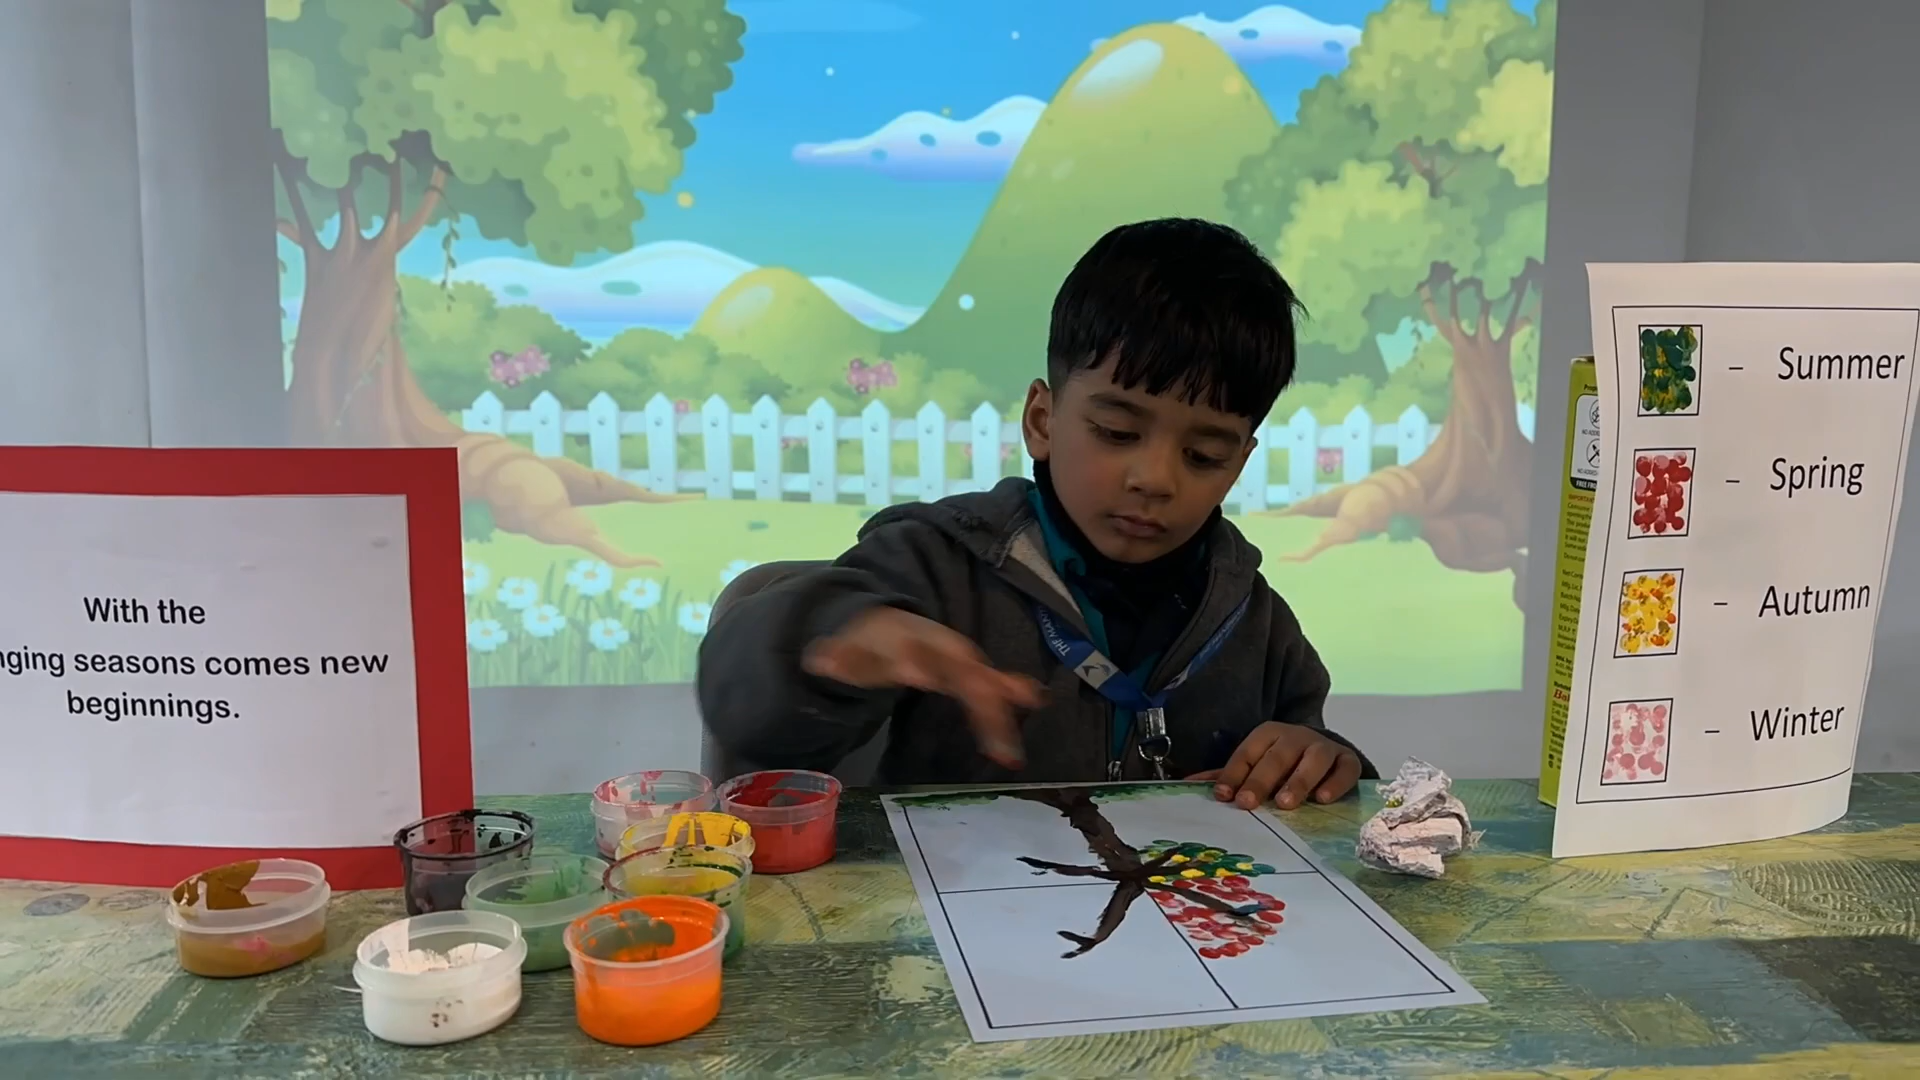 With the
nging seasons comes new
beginnings.
Summer
Spring
Autumn
Winter